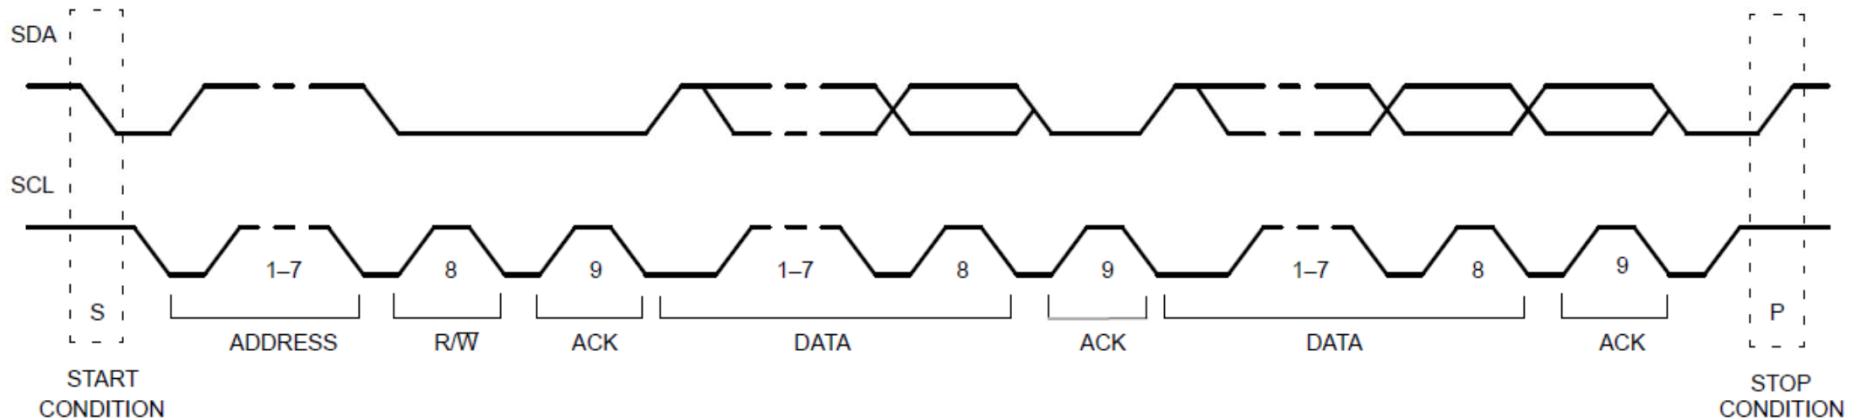 SDA
SCL
1–7 8 9 1–7 8 9 1–7 8 9
S P
ADDRESS R/W̅ ACK DATA ACK DATA ACK
START
CONDITION
STOP
CONDITION